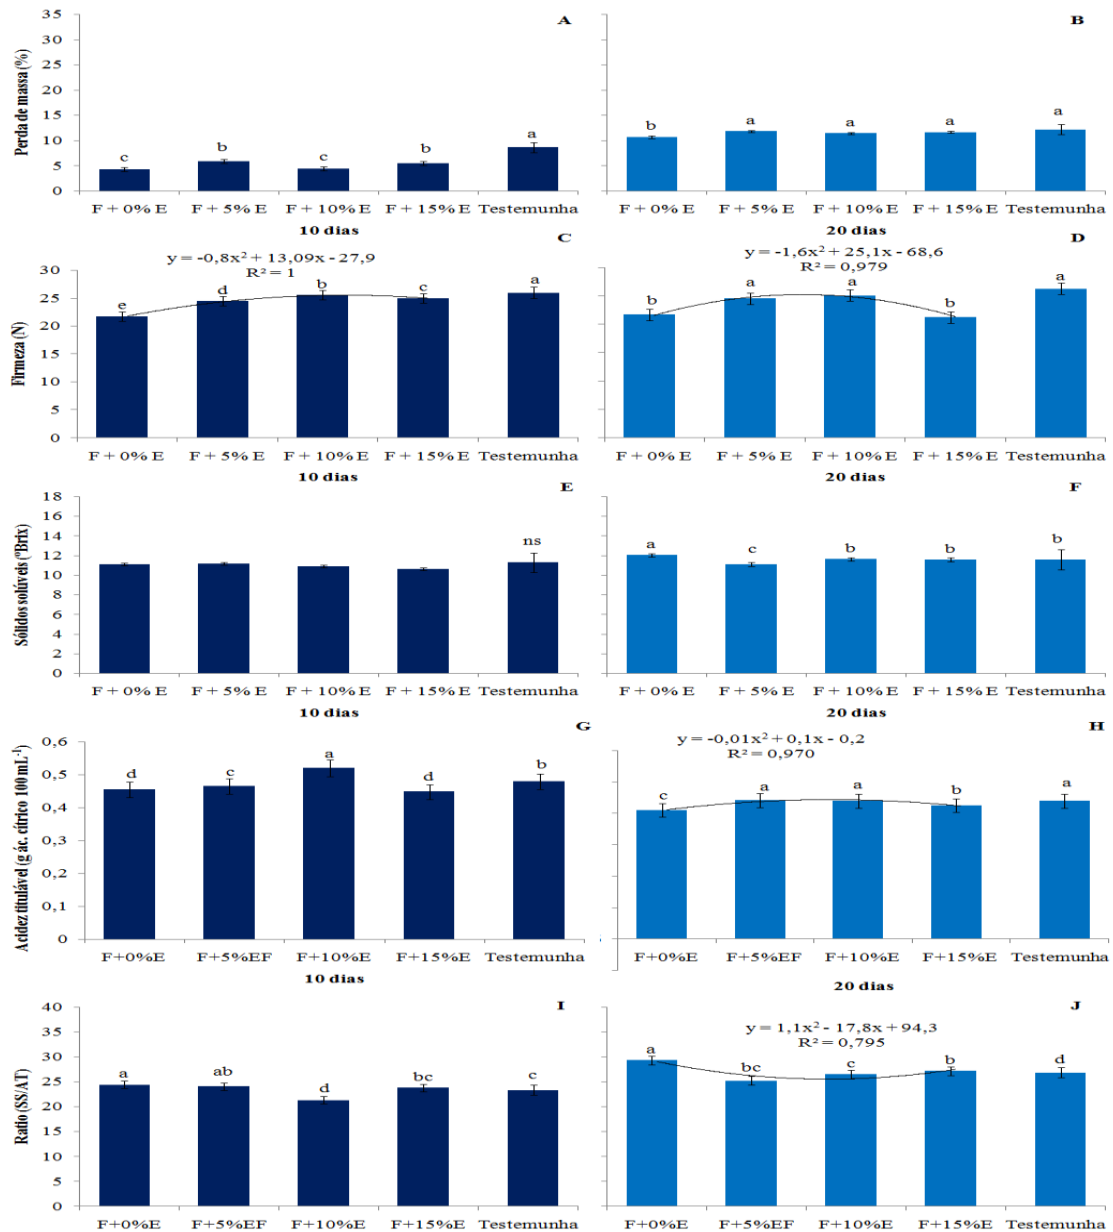 A
B
Perda de massa (%)
35
30
25
20
15
10
5
0
c
b
c
b
a
b
a
a
a
a
F + 0% E F + 5% E F + 10% E F + 15% E Testemunha
F + 0% E F + 5% E F + 10% E F + 15% E Testemunha
10 dias
20 dias
C
D
y = -0,8x² + 13,09x - 27,9
R² = 1
y = -1,6x² + 25,1x - 68,6
R² = 0,979
Firmeza (N)
30
25
20
15
10
5
0
e
d
b
c
a
b
a
a
b
a
F + 0% E F + 5% E F + 10% E F + 15% E Testemunha
F + 0% E F + 5% E F + 10% E F + 15% E Testemunha
10 dias
20 dias
E
F
Sólidos solúveis (ºBrix)
18
16
14
12
10
8
6
4
2
0
ns
a
c
b
b
b
F + 0% E F + 5% E F + 10% E F + 15% E Testemunha
F + 0% E F + 5% E F + 10% E F + 15% E Testemunha
10 dias
20 dias
G
H
y = -0,01x² + 0,1x - 0,2
R² = 0,970
Acidez titulável (g ác. cítrico 100 mL⁻¹)
0,6
0,5
0,4
0,3
0,2
0,1
0
d
c
a
d
b
c
a
a
b
a
F+0%E F+5%EF F+10%E F+15%E Testemunha
F+0%E F+5%EF F+10%E F+15%E Testemunha
10 dias
20 dias
I
J
y = 1,1x² - 17,8x + 94,3
R² = 0,795
Ratio (SS/AT)
40
35
30
25
20
15
10
5
0
a
ab
d
bc
c
a
bc
c
b
d
F+0%E F+5%EF F+10%E F+15%E Testemunha
F+0%E F+5%EF F+10%E F+15%E Testemunha